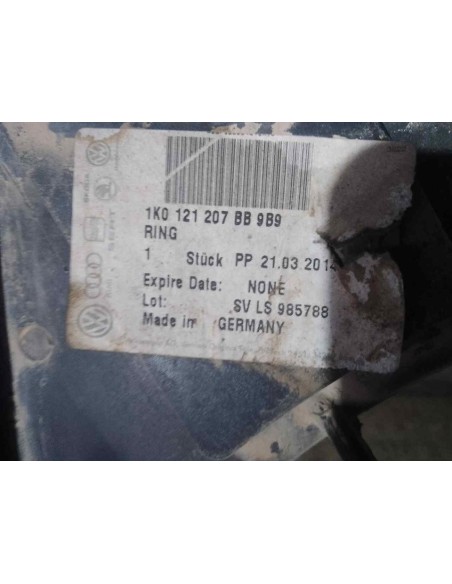 1K0 121 207 BB 9B9
RING
1 Stück PP 21.03.2014
Expire Date: NONE
Lot: SV LS 985788
Made in GERMANY